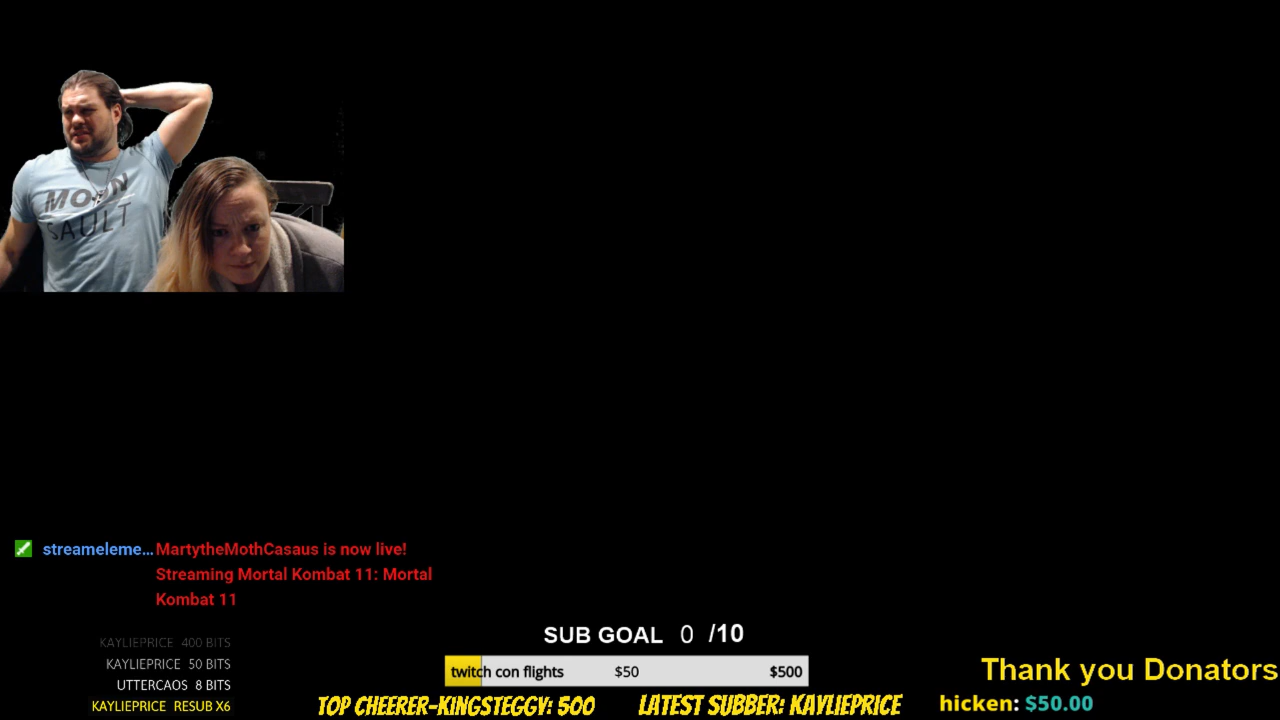 MOON
SAULT
streameleme... MartytheMothCasaus is now live!
Streaming Mortal Kombat 11: Mortal
Kombat 11
KAYLIEPRICE 400 BITS
KAYLIEPRICE 50 BITS
UTTERCAOS 8 BITS
KAYLIEPRICE RESUB X6
SUB GOAL 0 /10
twitch con flights $50 $500
TOP CHEERER-KINGSTEGGY: 500
LATEST SUBBER: KAYLIEPRICE
Thank you Donators
hicken: $50.00